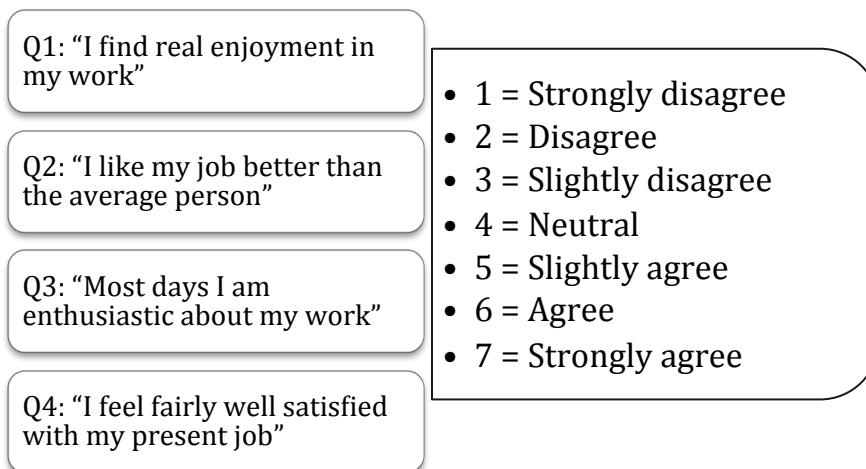 Q1: “I find real enjoyment in
my work”
Q2: “I like my job better than
the average person”
Q3: “Most days I am
enthusiastic about my work”
Q4: “I feel fairly well satisfied
with my present job”
• 1 = Strongly disagree
• 2 = Disagree
• 3 = Slightly disagree
• 4 = Neutral
• 5 = Slightly agree
• 6 = Agree
• 7 = Strongly agree